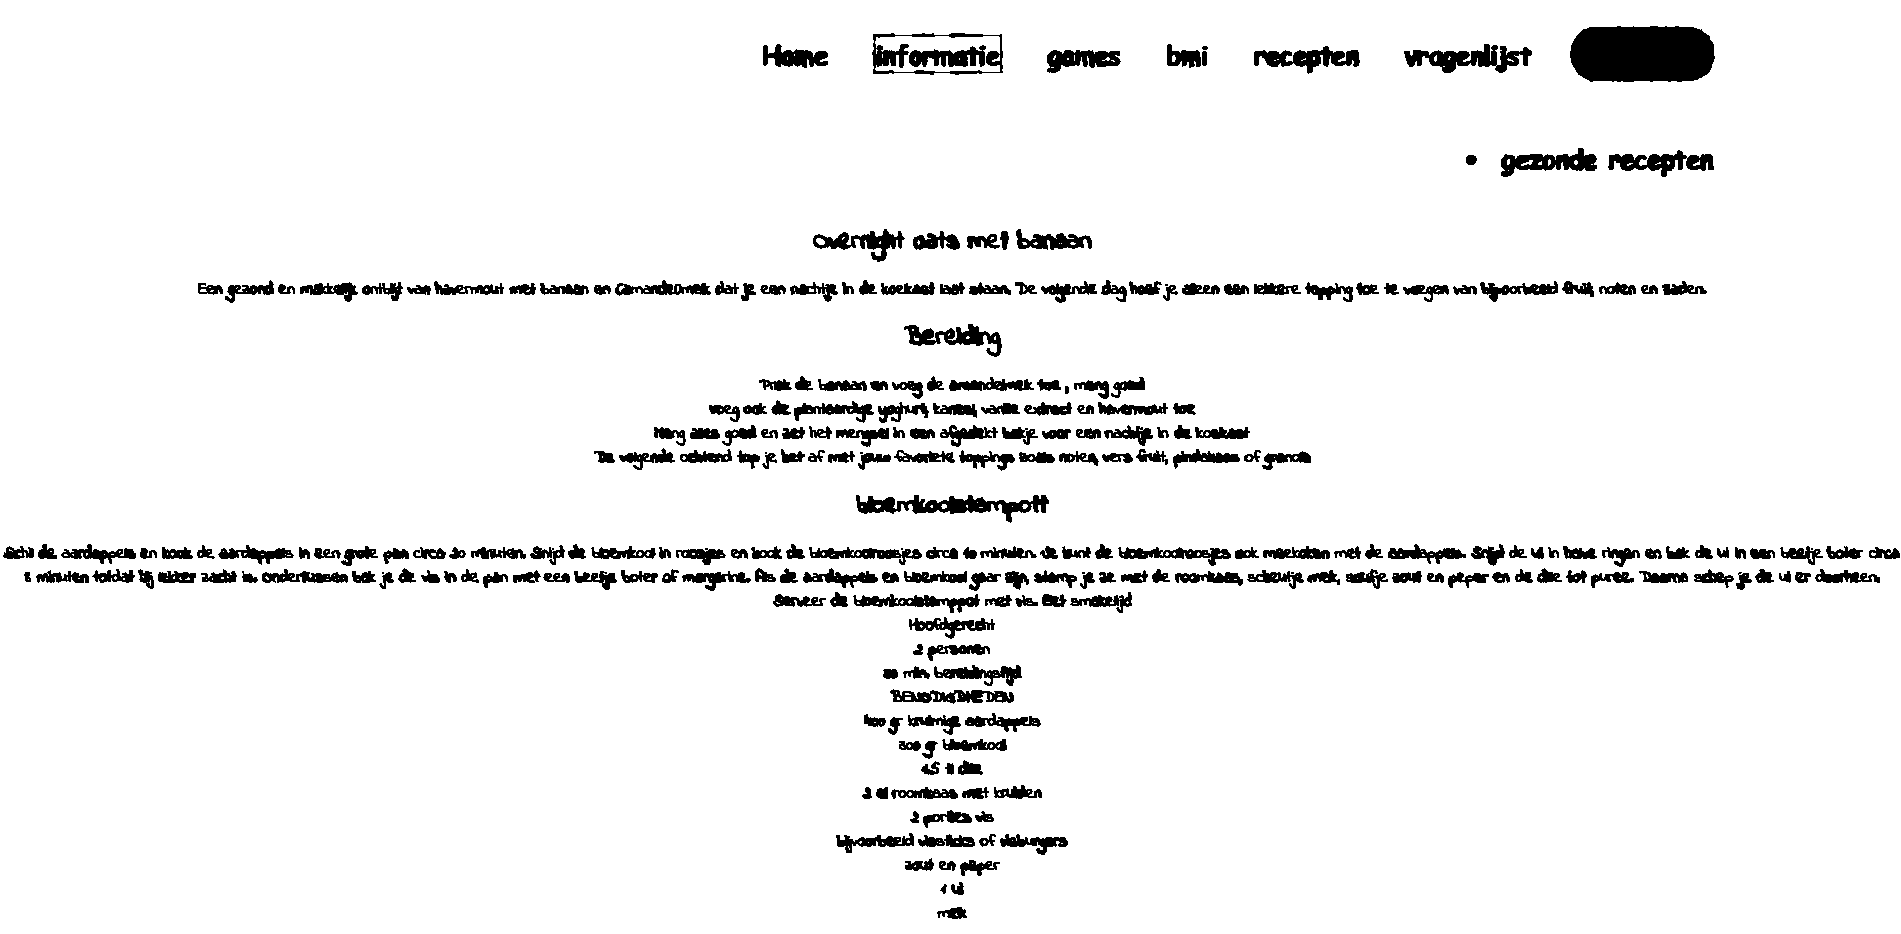 Home informatie games bmi recepten vragenlijst
• gezonde recepten
overnight oats met banaan
Een gezond en makkelijk ontbijt van havermout met banaan en dat je een nachtje in de koelkast laat staan. De volgende dag hoef je alleen een lekkere topping toe te voegen van bijvoorbeeld fruit, noten en zaden.
Bereiding
Prak de banaan en voeg de amandelmelk toe , meng goed
voeg ook de plantaardige yoghurt, kaneel, vanille extract en havermout toe
Meng alles goed en zet het mengsel in een afgedekt bakje voor een nachtje in de koelkast
De volgende ochtend top je het af met jouw favoriete toppings zoals noten, vers fruit, pindakaas of granola
bloemkoolstampott
Schil de aardappels en kook de aardappels in een grote pan circa 20 minuten. Snijd de bloemkool in roosjes en kook de bloemkoolroosjes circa 10 minuten. Je kunt de bloemkoolroosjes ook meekoken met de aardappels. Snijd de ui in halve ringen en bak de ui in een beetje boter circa
minuten totdat hij lekker zacht is. ondertussen bak je de vis in de pan met een beetje boter of margarine. Als de aardappels en bloemkool gaar zijn, stamp je ze met de roomkaas, scheutje melk, snufje zout en peper en de dille tot puree. Daarna schep je de ui er doorheen.
Serveer de bloemkoolstamppot met vis. Eet smakelijk!
Hoofdgerecht
2 personen
min. bereidingstijd
BENODIGDHEDEN
gr kruimige aardappels
300 gr bloemkool
dille
2 el roomkaas met kruiden
2 porties vis
bijvoorbeeld vissticks of visburgers
zout en peper
1 ui
melk